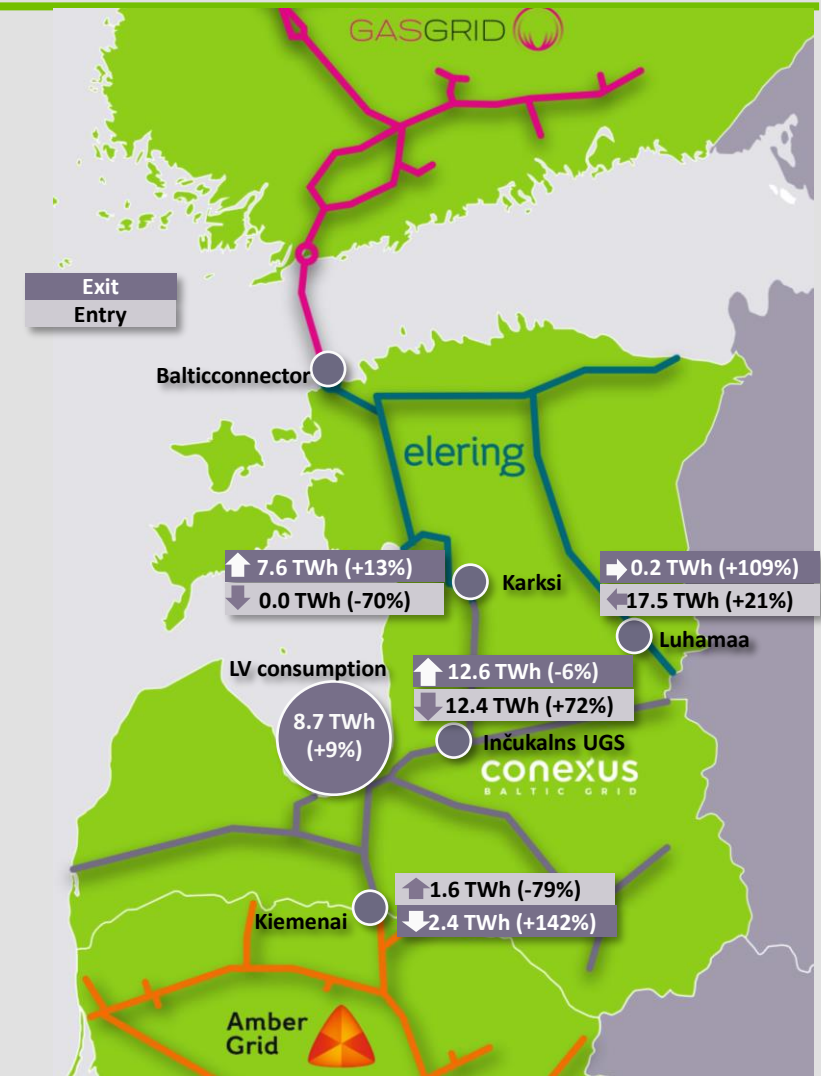 GASGRID
Exit
Entry
Balticconnector
elering
7.6 TWh (+13%)
0.0 TWh (-70%)
Karksi
0.2 TWh (+109%)
17.5 TWh (+21%)
Luhamaa
LV consumption
8.7 TWh
(+9%)
12.6 TWh (-6%)
12.4 TWh (+72%)
Inčukalns UGS
conexus
BALTIC GRID
1.6 TWh (-79%)
2.4 TWh (+142%)
Kiemenai
Amber
Grid